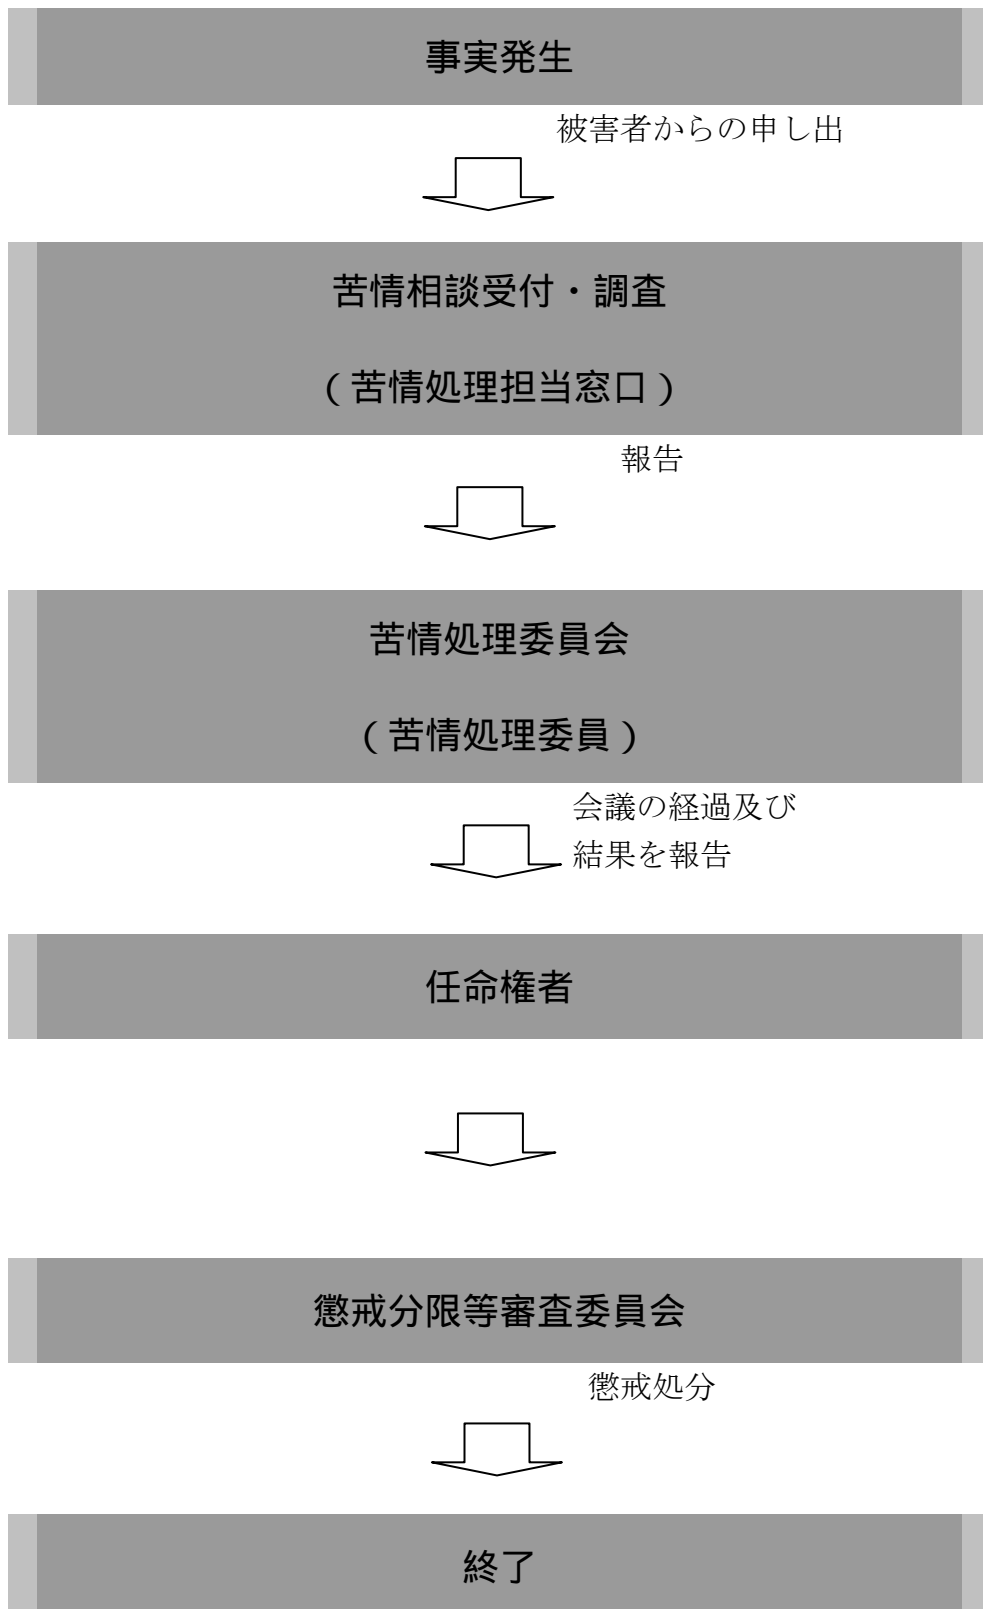 事実発生
被害者からの申し出
苦情相談受付・調査
（苦情処理担当窓口）
報告
苦情処理委員会
（苦情処理委員）
会議の経過及び
結果を報告
任命権者
懲戒分限等審査委員会
懲戒処分
終了